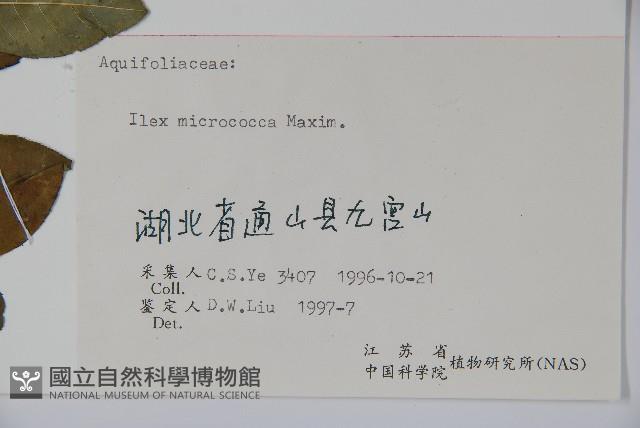 Aquifoliaceae:
Ilex micrococca Maxim.
湖北省通山县九宫山
采集人 C.S.Ye 3407 1996-10-21
Coll.
鉴定人 D.W.Liu 1997-7
Det.
江苏省
中国科学院 植物研究所(NAS)
國立自然科學博物館
NATIONAL MUSEUM OF NATURAL SCIENCE